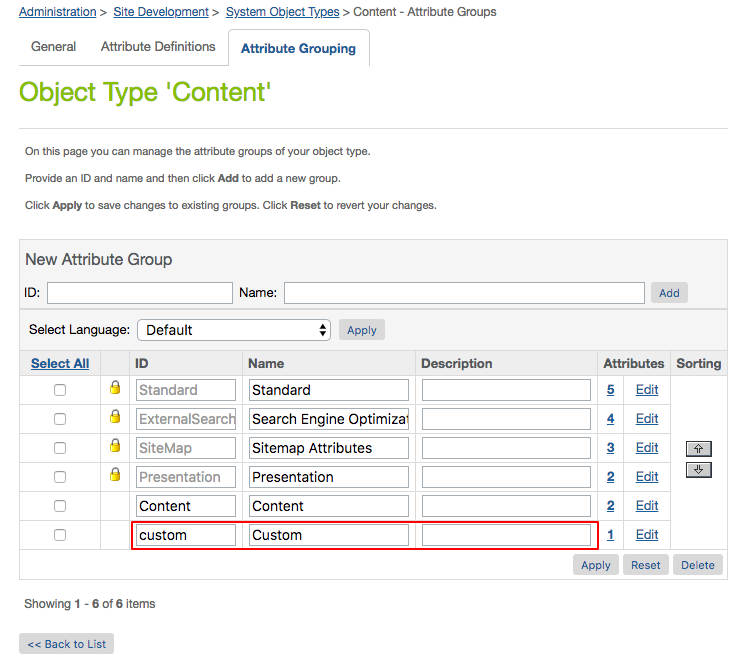 Administration > Site Development > System Object Types > Content - Attribute Groups
General Attribute Definitions Attribute Grouping
Object Type 'Content'
On this page you can manage the attribute groups of your object type.
Provide an ID and name and then click Add to add a new group.
Click Apply to save changes to existing groups. Click Reset to revert your changes.
New Attribute Group
ID: Name: Add
Select Language: Default Apply
Select All ID Name Description Attributes Sorting
Standard Standard 5 Edit
ExternalSearch Search Engine Optimizat 4 Edit
SiteMap Sitemap Attributes 3 Edit
Presentation Presentation 2 Edit
Content Content 2 Edit
custom Custom 1 Edit
Apply Reset Delete
Showing 1 - 6 of 6 items
<< Back to List